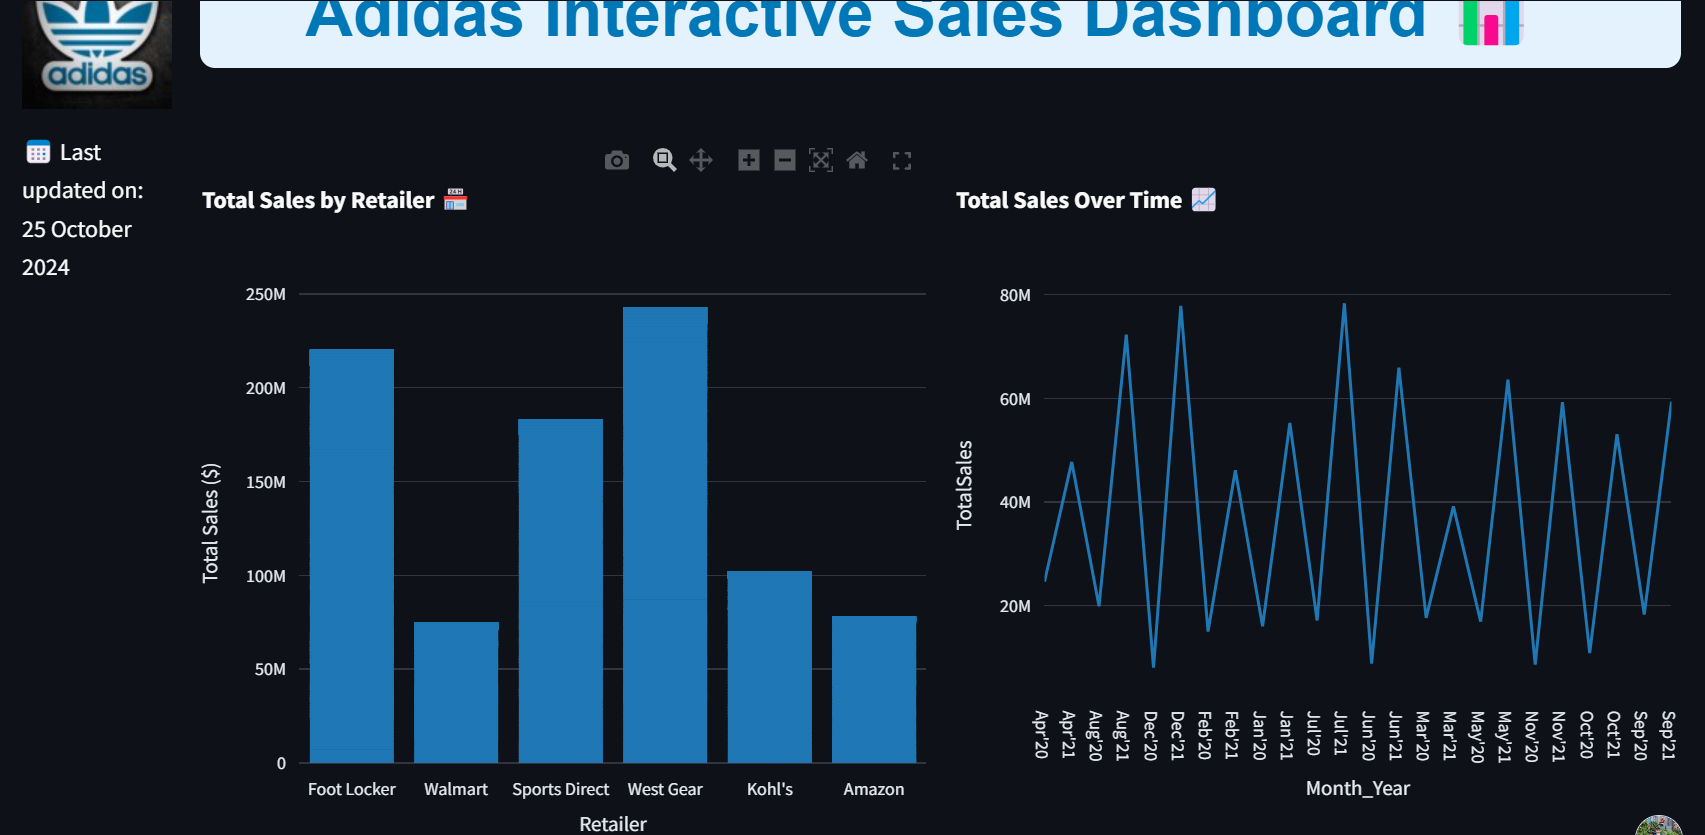 Adidas Interactive Sales Dashboard
adidas
Last
updated on:
25 October
2024
Total Sales by Retailer
250M
200M
150M
100M
50M
0
Total Sales ($)
Foot Locker Walmart Sports Direct West Gear Kohl's Amazon
Retailer
Total Sales Over Time
80M
60M
40M
20M
TotalSales
Apr'20 Apr'21 Aug'20 Aug'21 Dec'20 Dec'21 Feb'20 Feb'21 Jan'20 Jan'21 Jul'20 Jul'21 Jun'20 Jun'21 Mar'20 Mar'21 May'20 May'21 Nov'20 Nov'21 Oct'20 Oct'21 Sep'20 Sep'21
Month_Year